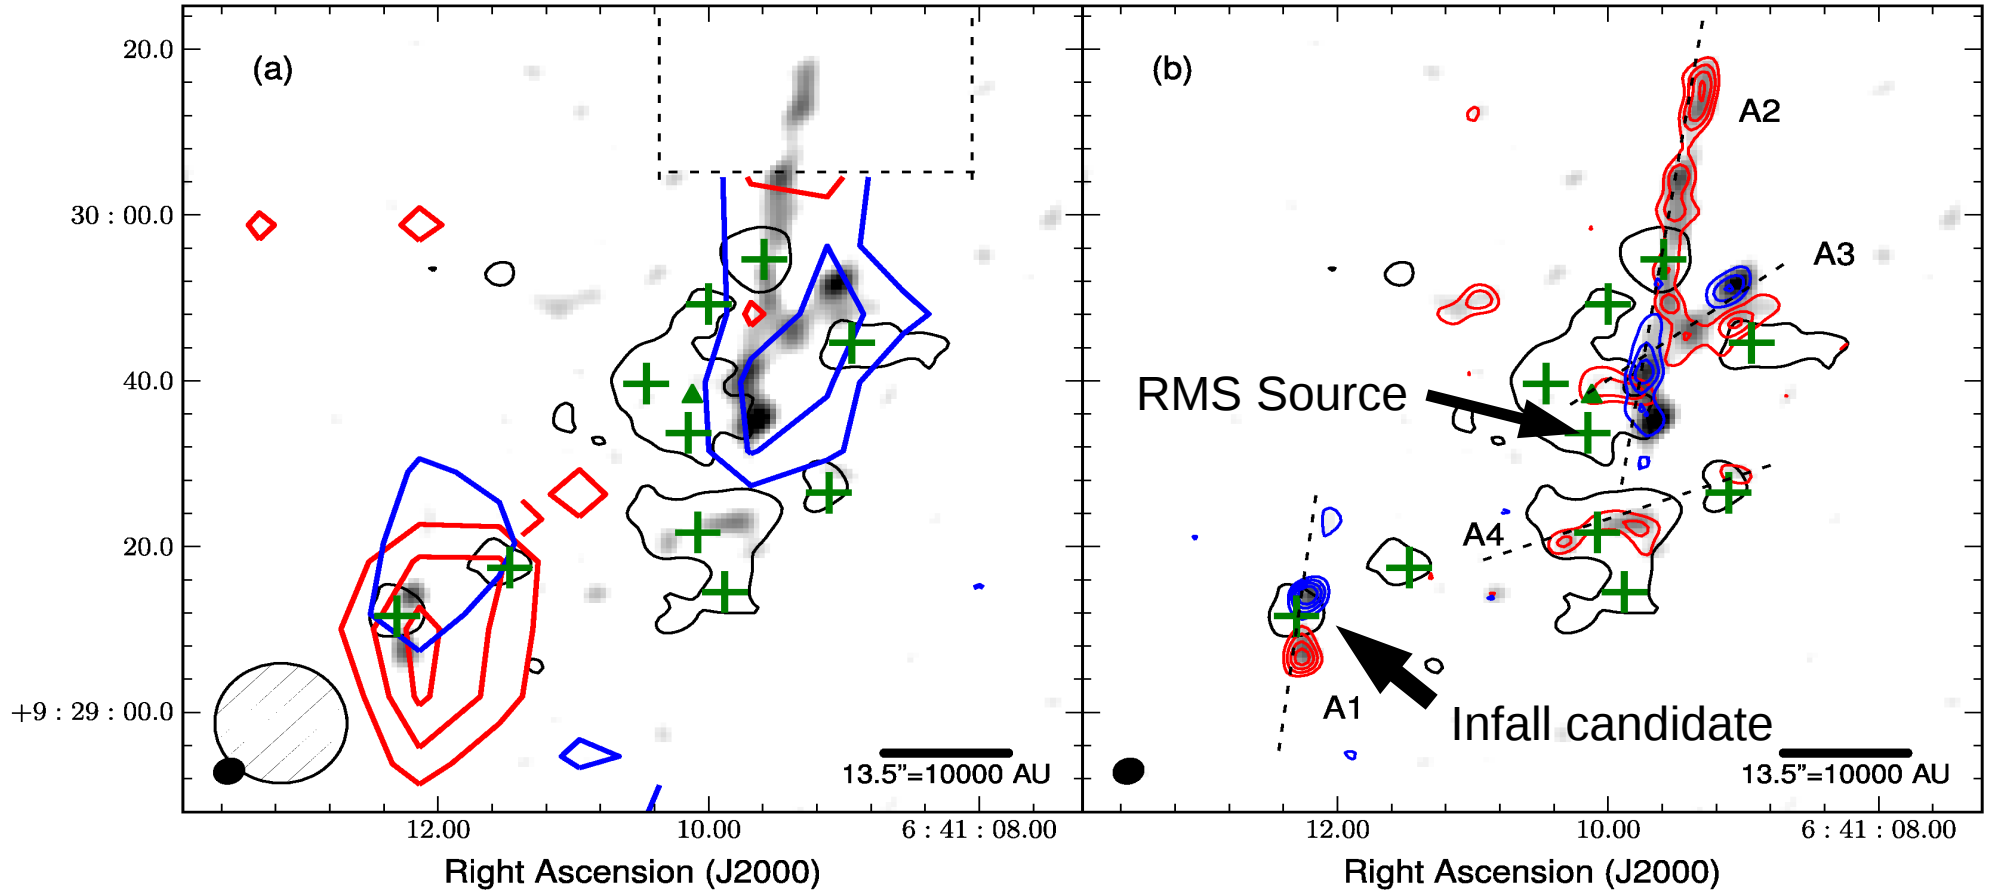 (a)
(b)
20.0
30 : 00.0
40.0
20.0
+9 : 29 : 00.0
A2
A3
RMS Source
A4
A1
Infall candidate
13.5”=10000 AU
13.5”=10000 AU
12.00
10.00
6 : 41 : 08.00
12.00
10.00
6 : 41 : 08.00
Right Ascension (J2000)
Right Ascension (J2000)